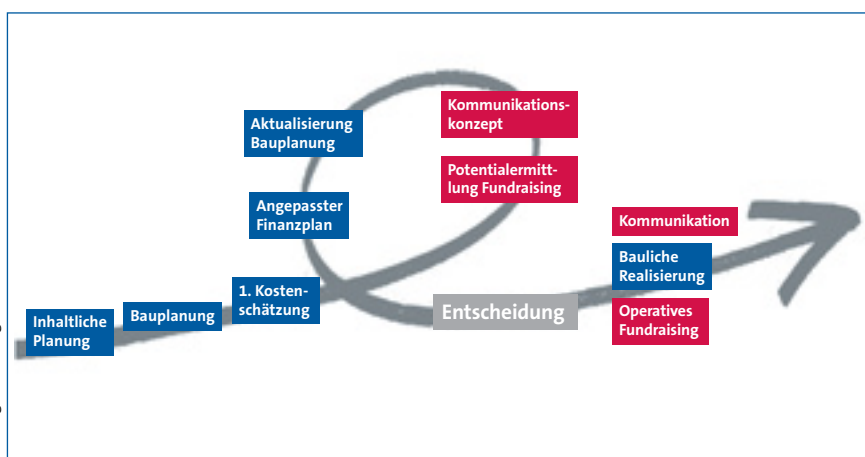 Inhaltliche
Planung
Bauplanung
1. Kosten-
schätzung
Potentialermitt-
lung Fundraising
Kommunikations-
konzept
Aktualisierung
Bauplanung
Angepasster
Finanzplan
Entscheidung
Kommunikation
Bauliche
Realisierung
Operatives
Fundraising